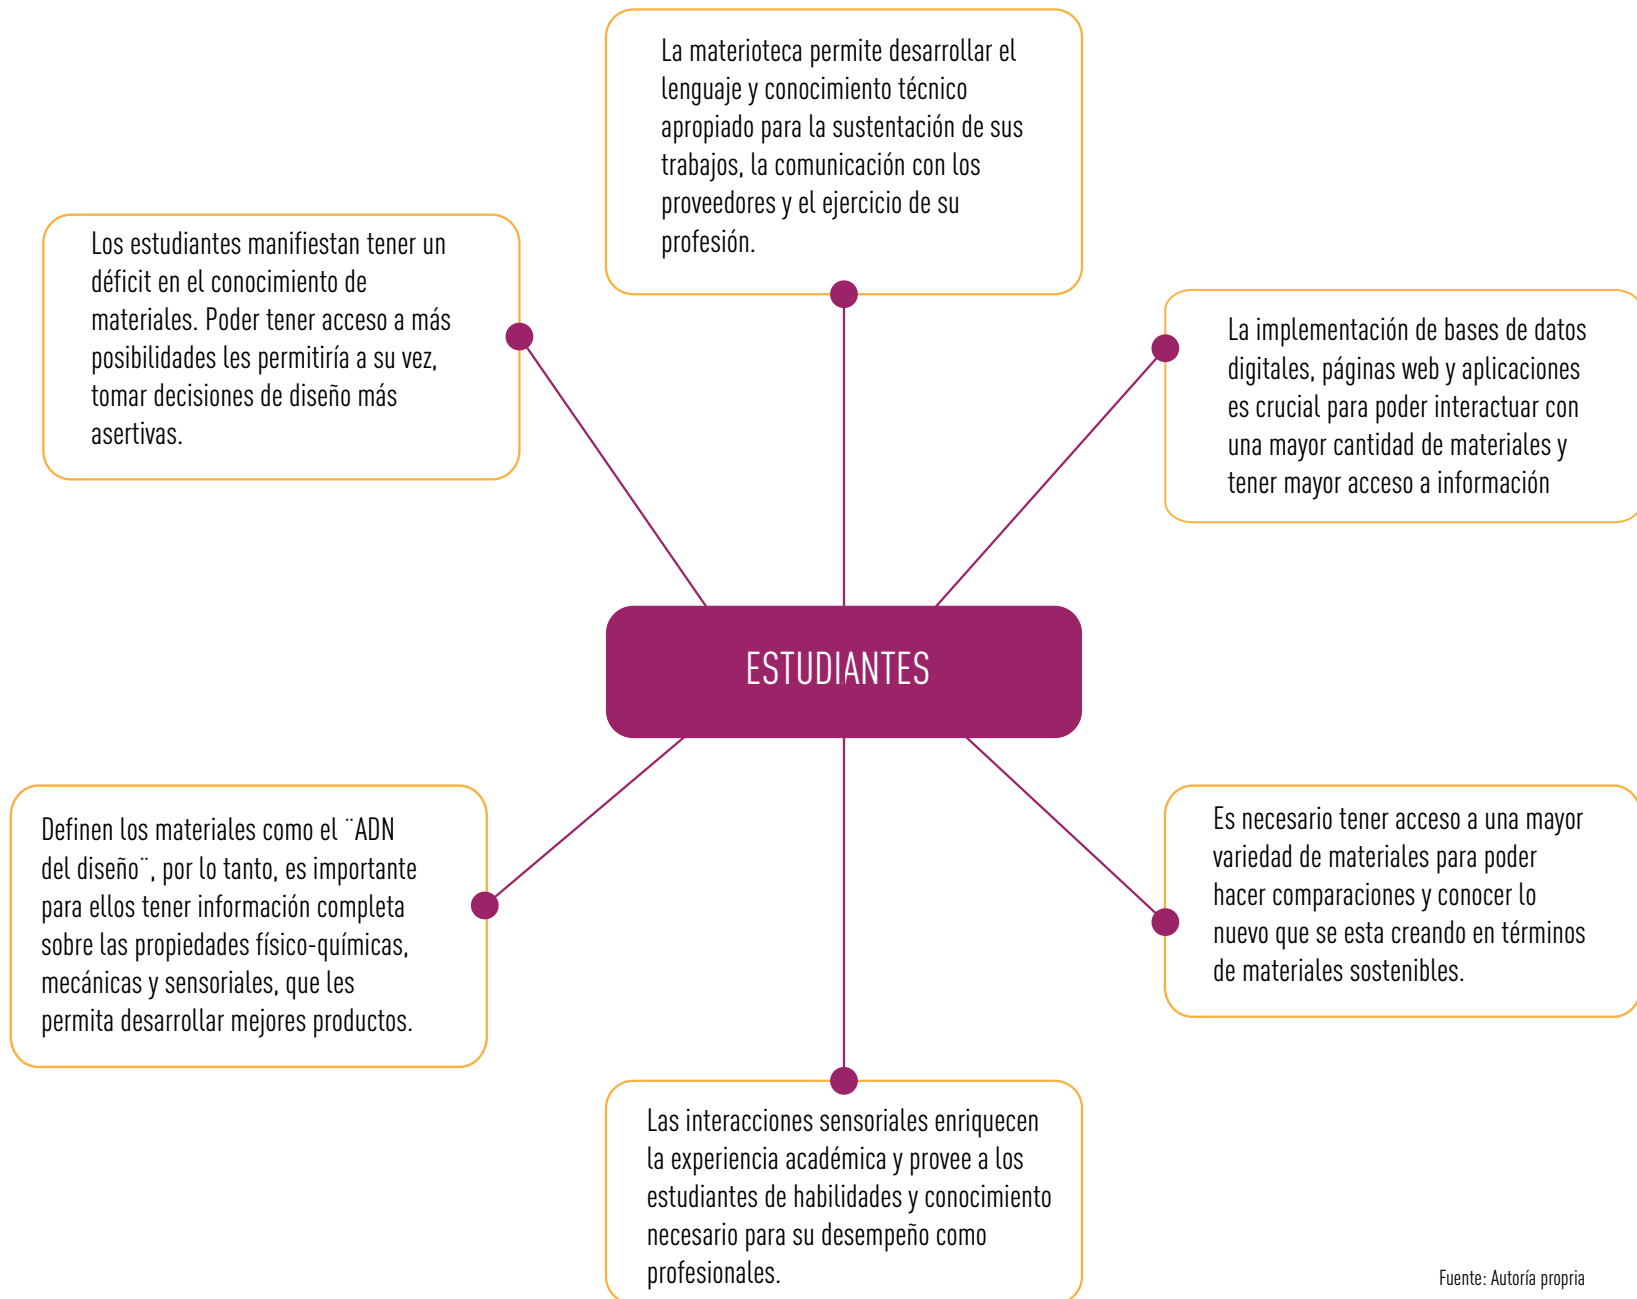 La materioteca permite desarrollar el
lenguaje y conocimiento técnico
apropiado para la sustentación de sus
trabajos, la comunicación con los
proveedores y el ejercicio de su
profesión.
Los estudiantes manifiestan tener un
déficit en el conocimiento de
materiales. Poder tener acceso a más
posibilidades les permitiría a su vez,
tomar decisiones de diseño más
asertivas.
La implementación de bases de datos
digitales, páginas web y aplicaciones
es crucial para poder interactuar con
una mayor cantidad de materiales y
tener mayor acceso a información
ESTUDIANTES
Definen los materiales como el ¨ADN
del diseño¨, por lo tanto, es importante
para ellos tener información completa
sobre las propiedades físico-químicas,
mecánicas y sensoriales, que les
permita desarrollar mejores productos.
Es necesario tener acceso a una mayor
variedad de materiales para poder
hacer comparaciones y conocer lo
nuevo que se esta creando en términos
de materiales sostenibles.
Las interacciones sensoriales enriquecen
la experiencia académica y provee a los
estudiantes de habilidades y conocimiento
necesario para su desempeño como
profesionales.
Fuente: Autoría propria